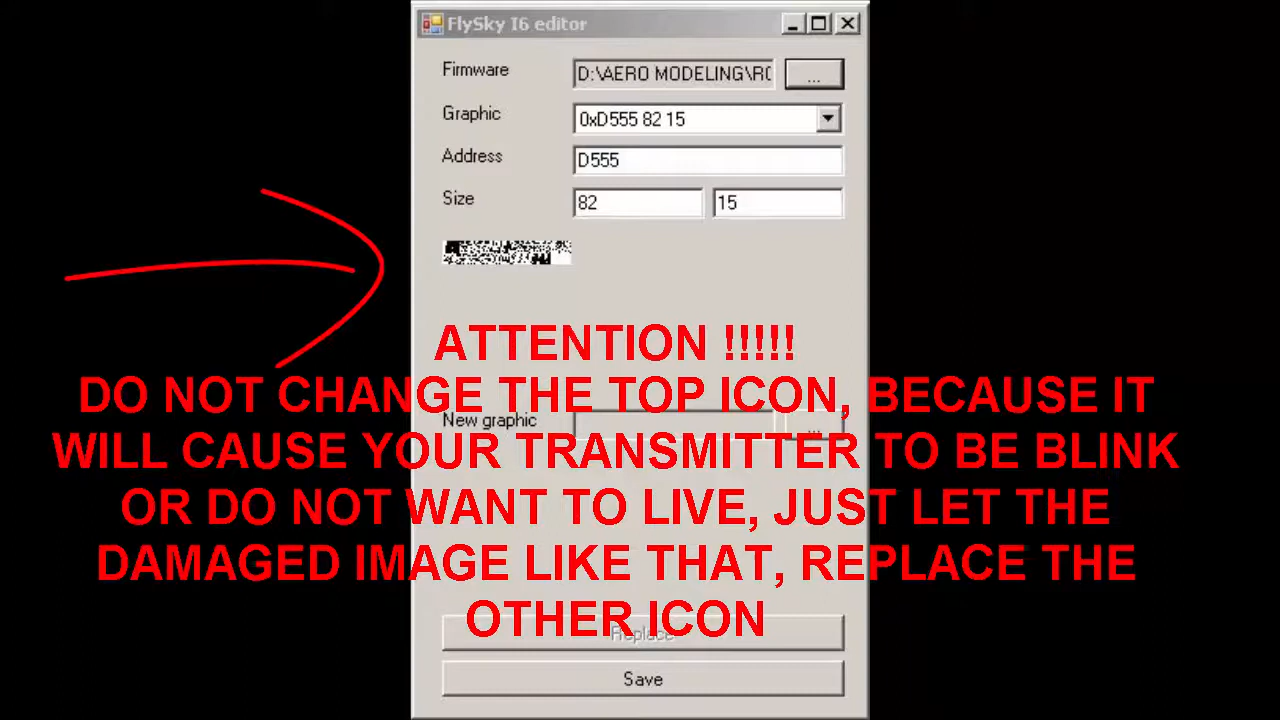 FlySky I6 editor
Firmware
D:\AERO MODELING\RC
...
Graphic
0xD555 82 15
Address
D555
Size
82
15
ATTENTION !!!!!
DO NOT CHANGE THE TOP ICON, BECAUSE IT
New graphic
...
WILL CAUSE YOUR TRANSMITTER TO BE BLINK
OR DO NOT WANT TO LIVE, JUST LET THE
DAMAGED IMAGE LIKE THAT, REPLACE THE
OTHER ICON
Replace
Save